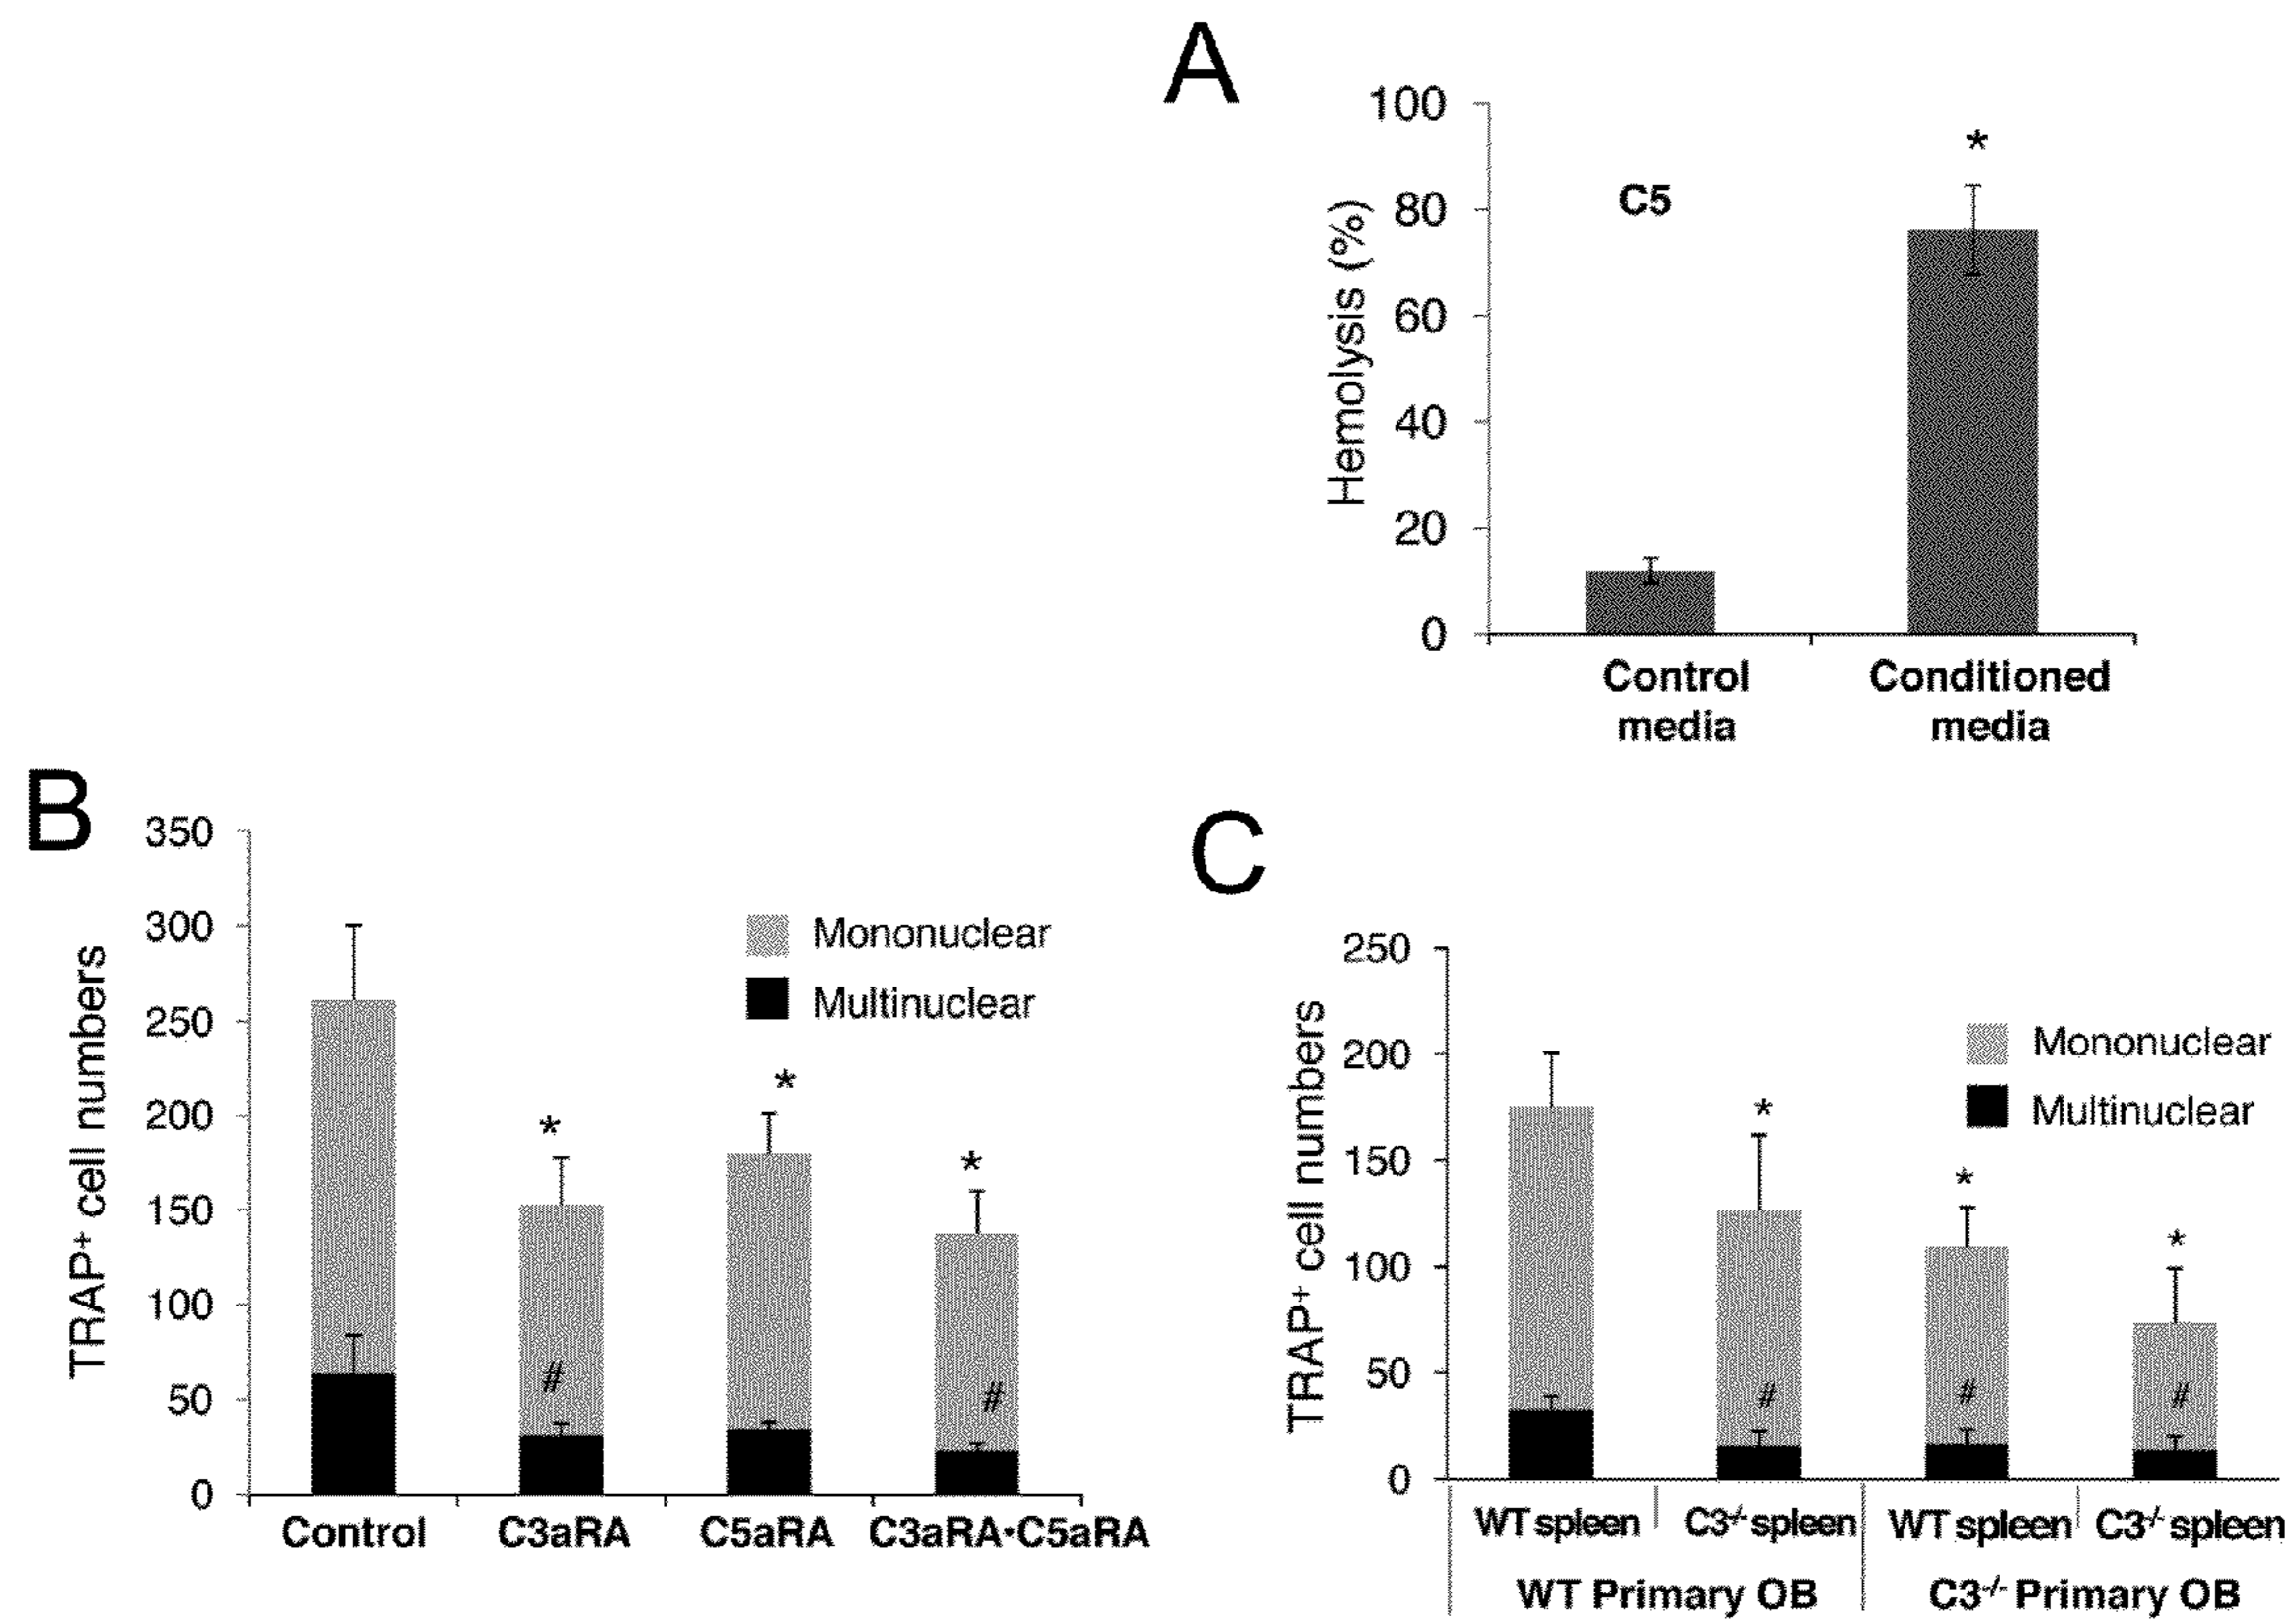 A
100
80
60
40
20
0
Hemolysis (%)
C5
*
Control media
Conditioned media
B
350
300
250
200
150
100
50
0
TRAP+ cell numbers
Mononuclear
Multinuclear
*
*
*
#
#
Control
C3aRA
C5aRA
C3aRA•C5aRA
C
250
200
150
100
50
0
TRAP+ cell numbers
Mononuclear
Multinuclear
*
*
*
#
#
#
WT spleen
C3-/- spleen
WT spleen
C3-/- spleen
WT Primary OB
C3-/- Primary OB